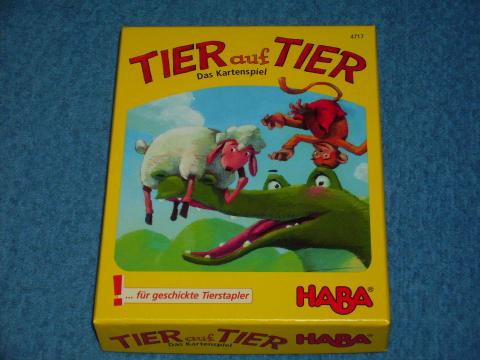 4717
TIER auf TIER
Das Kartenspiel
! ... für geschickte Tierstapler
HABA®
TIER auf TIER HABA®
Das Kartenspiel